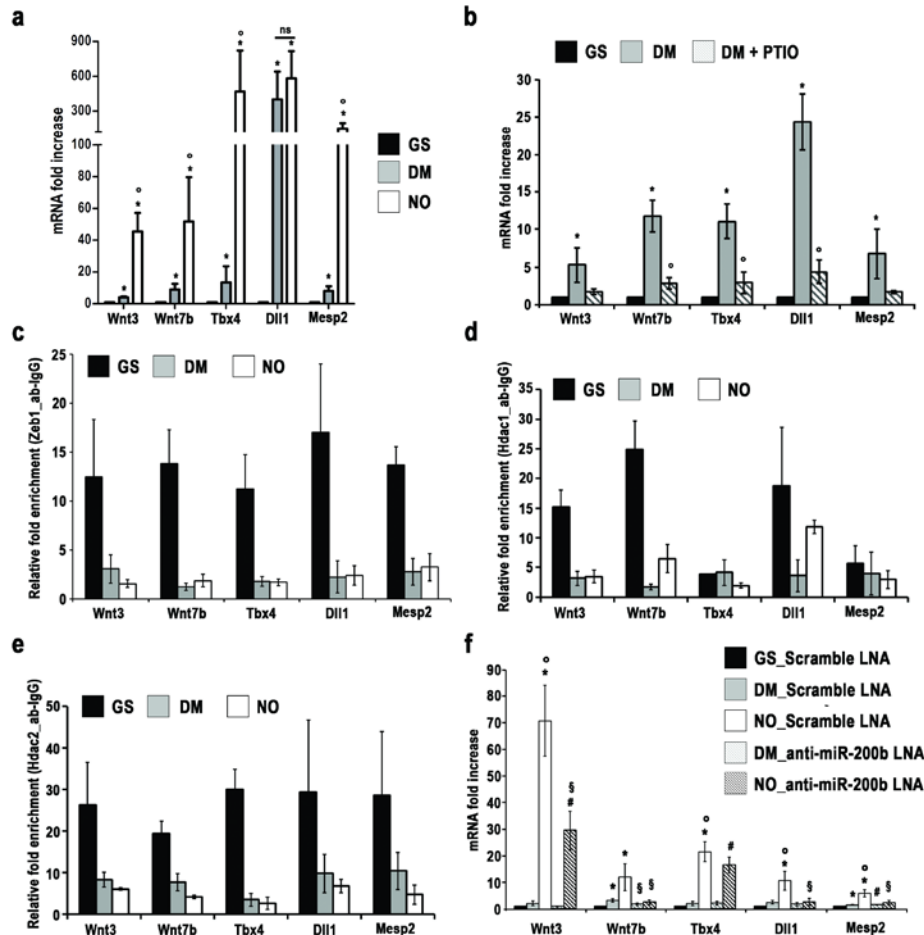 a
ns
mRNA fold increase
900
600
300
100
80
60
40
20
0
Wnt3 Wnt7b Tbx4 Dll1 Mesp2
GS
DM
NO
b
GS DM DM + PTIO
mRNA fold increase
30
25
20
15
10
5
0
Wnt3 Wnt7b Tbx4 Dll1 Mesp2
c
GS DM NO
Relative fold enrichment (Zeb1_ab-IgG)
25
20
15
10
5
0
Wnt3 Wnt7b Tbx4 Dll1 Mesp2
d
GS DM NO
Relative fold enrichment (Hdac1_ab-IgG)
35
30
25
20
15
10
5
0
Wnt3 Wnt7b Tbx4 Dll1 Mesp2
e
GS DM NO
Relative fold enrichment (Hdac2_ab-IgG)
50
40
30
20
10
0
Wnt3 Wnt7b Tbx4 Dll1 Mesp2
f
GS_Scramble LNA
DM_Scramble LNA
NO_Scramble LNA
DM_anti-miR-200b LNA
NO_anti-miR-200b LNA
mRNA fold increase
90
80
70
60
50
40
30
20
10
0
Wnt3 Wnt7b Tbx4 Dll1 Mesp2